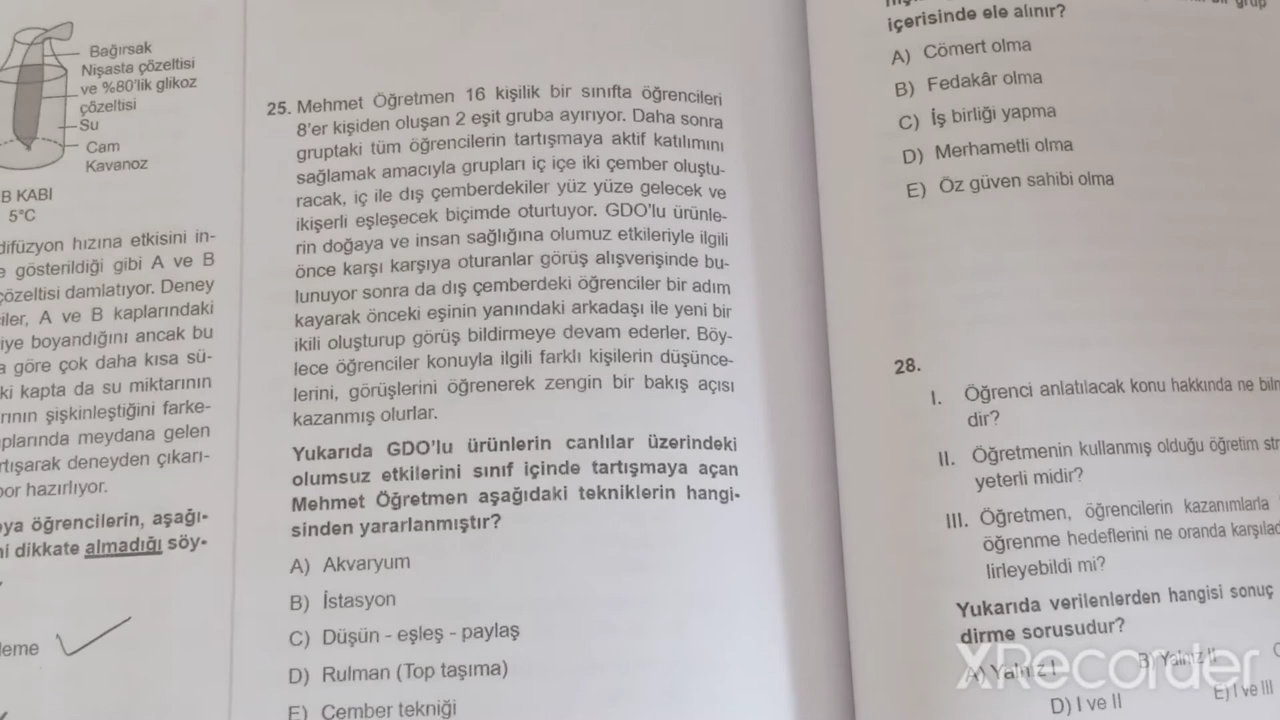 Bağırsak
Nişasta çözeltisi
ve %80'lik glikoz
çözeltisi
Su
Cam
Kavanoz
B KABI
5°C
difüzyon hızına etkisini in-
gösterildiği gibi A ve B
çözeltisi damlatıyor. Deney
A ve B kaplarındaki
boyandığını ancak bu
göre çok daha kısa sü-
kapta da su miktarının
şişkinleştiğini farke-
meydana gelen
deneyden çıkarı-
hazırlıyor.
öğrencilerin, aşağı-
dikkate almadığı söy-
25. Mehmet Öğretmen 16 kişilik bir sınıfta öğrencileri
8'er kişiden oluşan 2 eşit gruba ayırıyor. Daha sonra
gruptaki tüm öğrencilerin tartışmaya aktif katılımını
sağlamak amacıyla grupları iç içe iki çember oluştu-
racak, iç ile dış çemberdekiler yüz yüze gelecek ve
ikişerli eşleşecek biçimde oturtuyor. GDO'lu ürünle-
rin doğaya ve insan sağlığına olumuz etkileriyle ilgili
önce karşı karşıya oturanlar görüş alışverişinde bu-
lunuyor sonra da dış çemberdeki öğrenciler bir adım
kayarak önceki eşinin yanındaki arkadaşı ile yeni bir
ikili oluşturup görüş bildirmeye devam ederler. Böy-
lece öğrenciler konuyla ilgili farklı kişilerin düşünce-
lerini, görüşlerini öğrenerek zengin bir bakış açısı
kazanmış olurlar.
Yukarıda GDO'lu ürünlerin canlılar üzerindeki
olumsuz etkilerini sınıf içinde tartışmaya açan
Mehmet Öğretmen aşağıdaki tekniklerin hangi-
sinden yararlanmıştır?
A) Akvaryum
B) İstasyon
C) Düşün - eşleş - paylaş
D) Rulman (Top taşıma)
E) Çember tekniği
içerisinde ele alınır?
A) Cömert olma
B) Fedakâr olma
C) İş birliği yapma
D) Merhametli olma
E) Öz güven sahibi olma
28.
I. Öğrenci anlatılacak konu hakkında ne
dir?
II. Öğretmenin kullanmış olduğu öğretim
yeterli midir?
III. Öğretmen, öğrencilerin kazanımlarla
öğrenme hedeflerini ne oranda
lirleyebildi mi?
Yukarıda verilenlerden hangisi sonuç
dirme sorusudur?
A) Yalnız I B) Yalnız II
D) I ve II E) I ve III
XRecorder